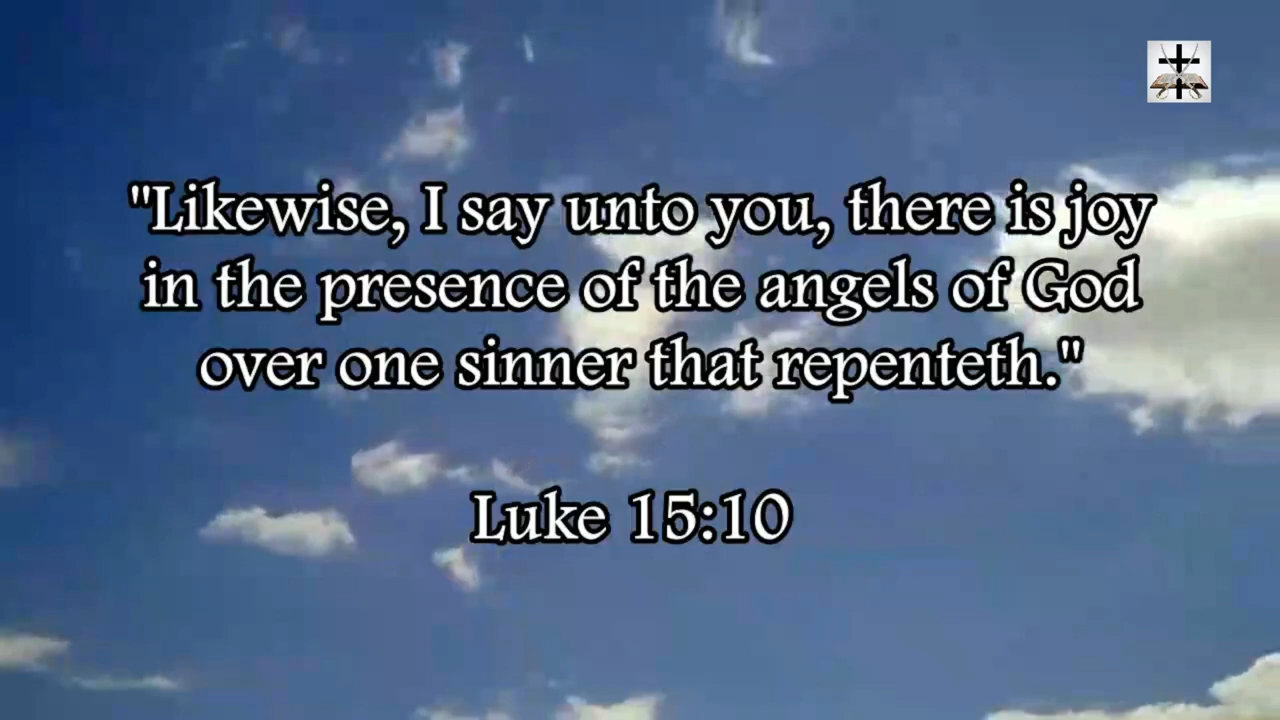 "Likewise, I say unto you, there is joy
in the presence of the angels of God
over one sinner that repenteth."
Luke 15:10